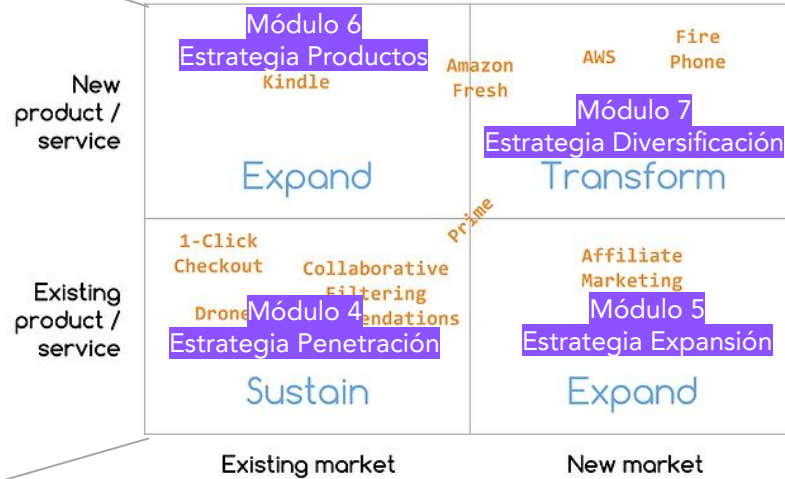 Módulo 6
Estrategia Productos
Kindle
Amazon
Fresh
AWS
Fire
Phone
Módulo 7
Estrategia Diversificación
New
product /
service
Expand
Transform
Prime
1-Click
Checkout
Collaborative
Filtering
Drone
endations
Módulo 4
Estrategia Penetración
Affiliate
Marketing
Módulo 5
Estrategia Expansión
Existing
product /
service
Sustain
Expand
Existing market
New market